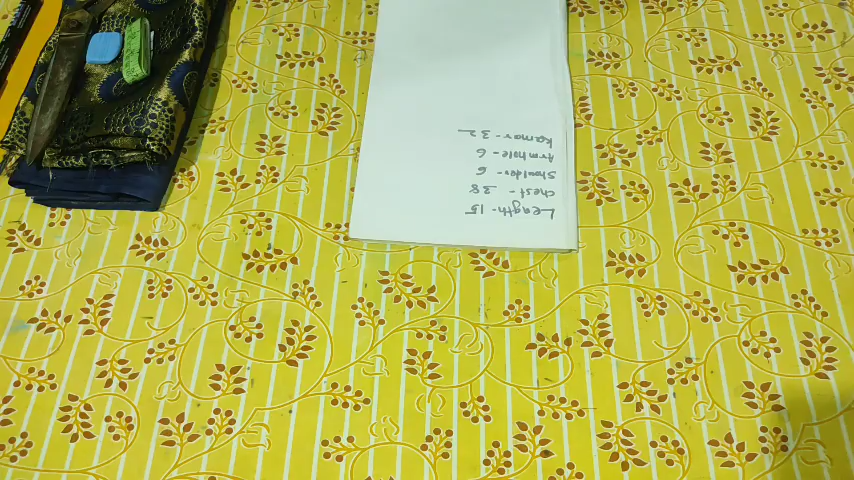 Length- 15
chest - 38
Shoulder - 6
Armhole - 6
Kamar - 32